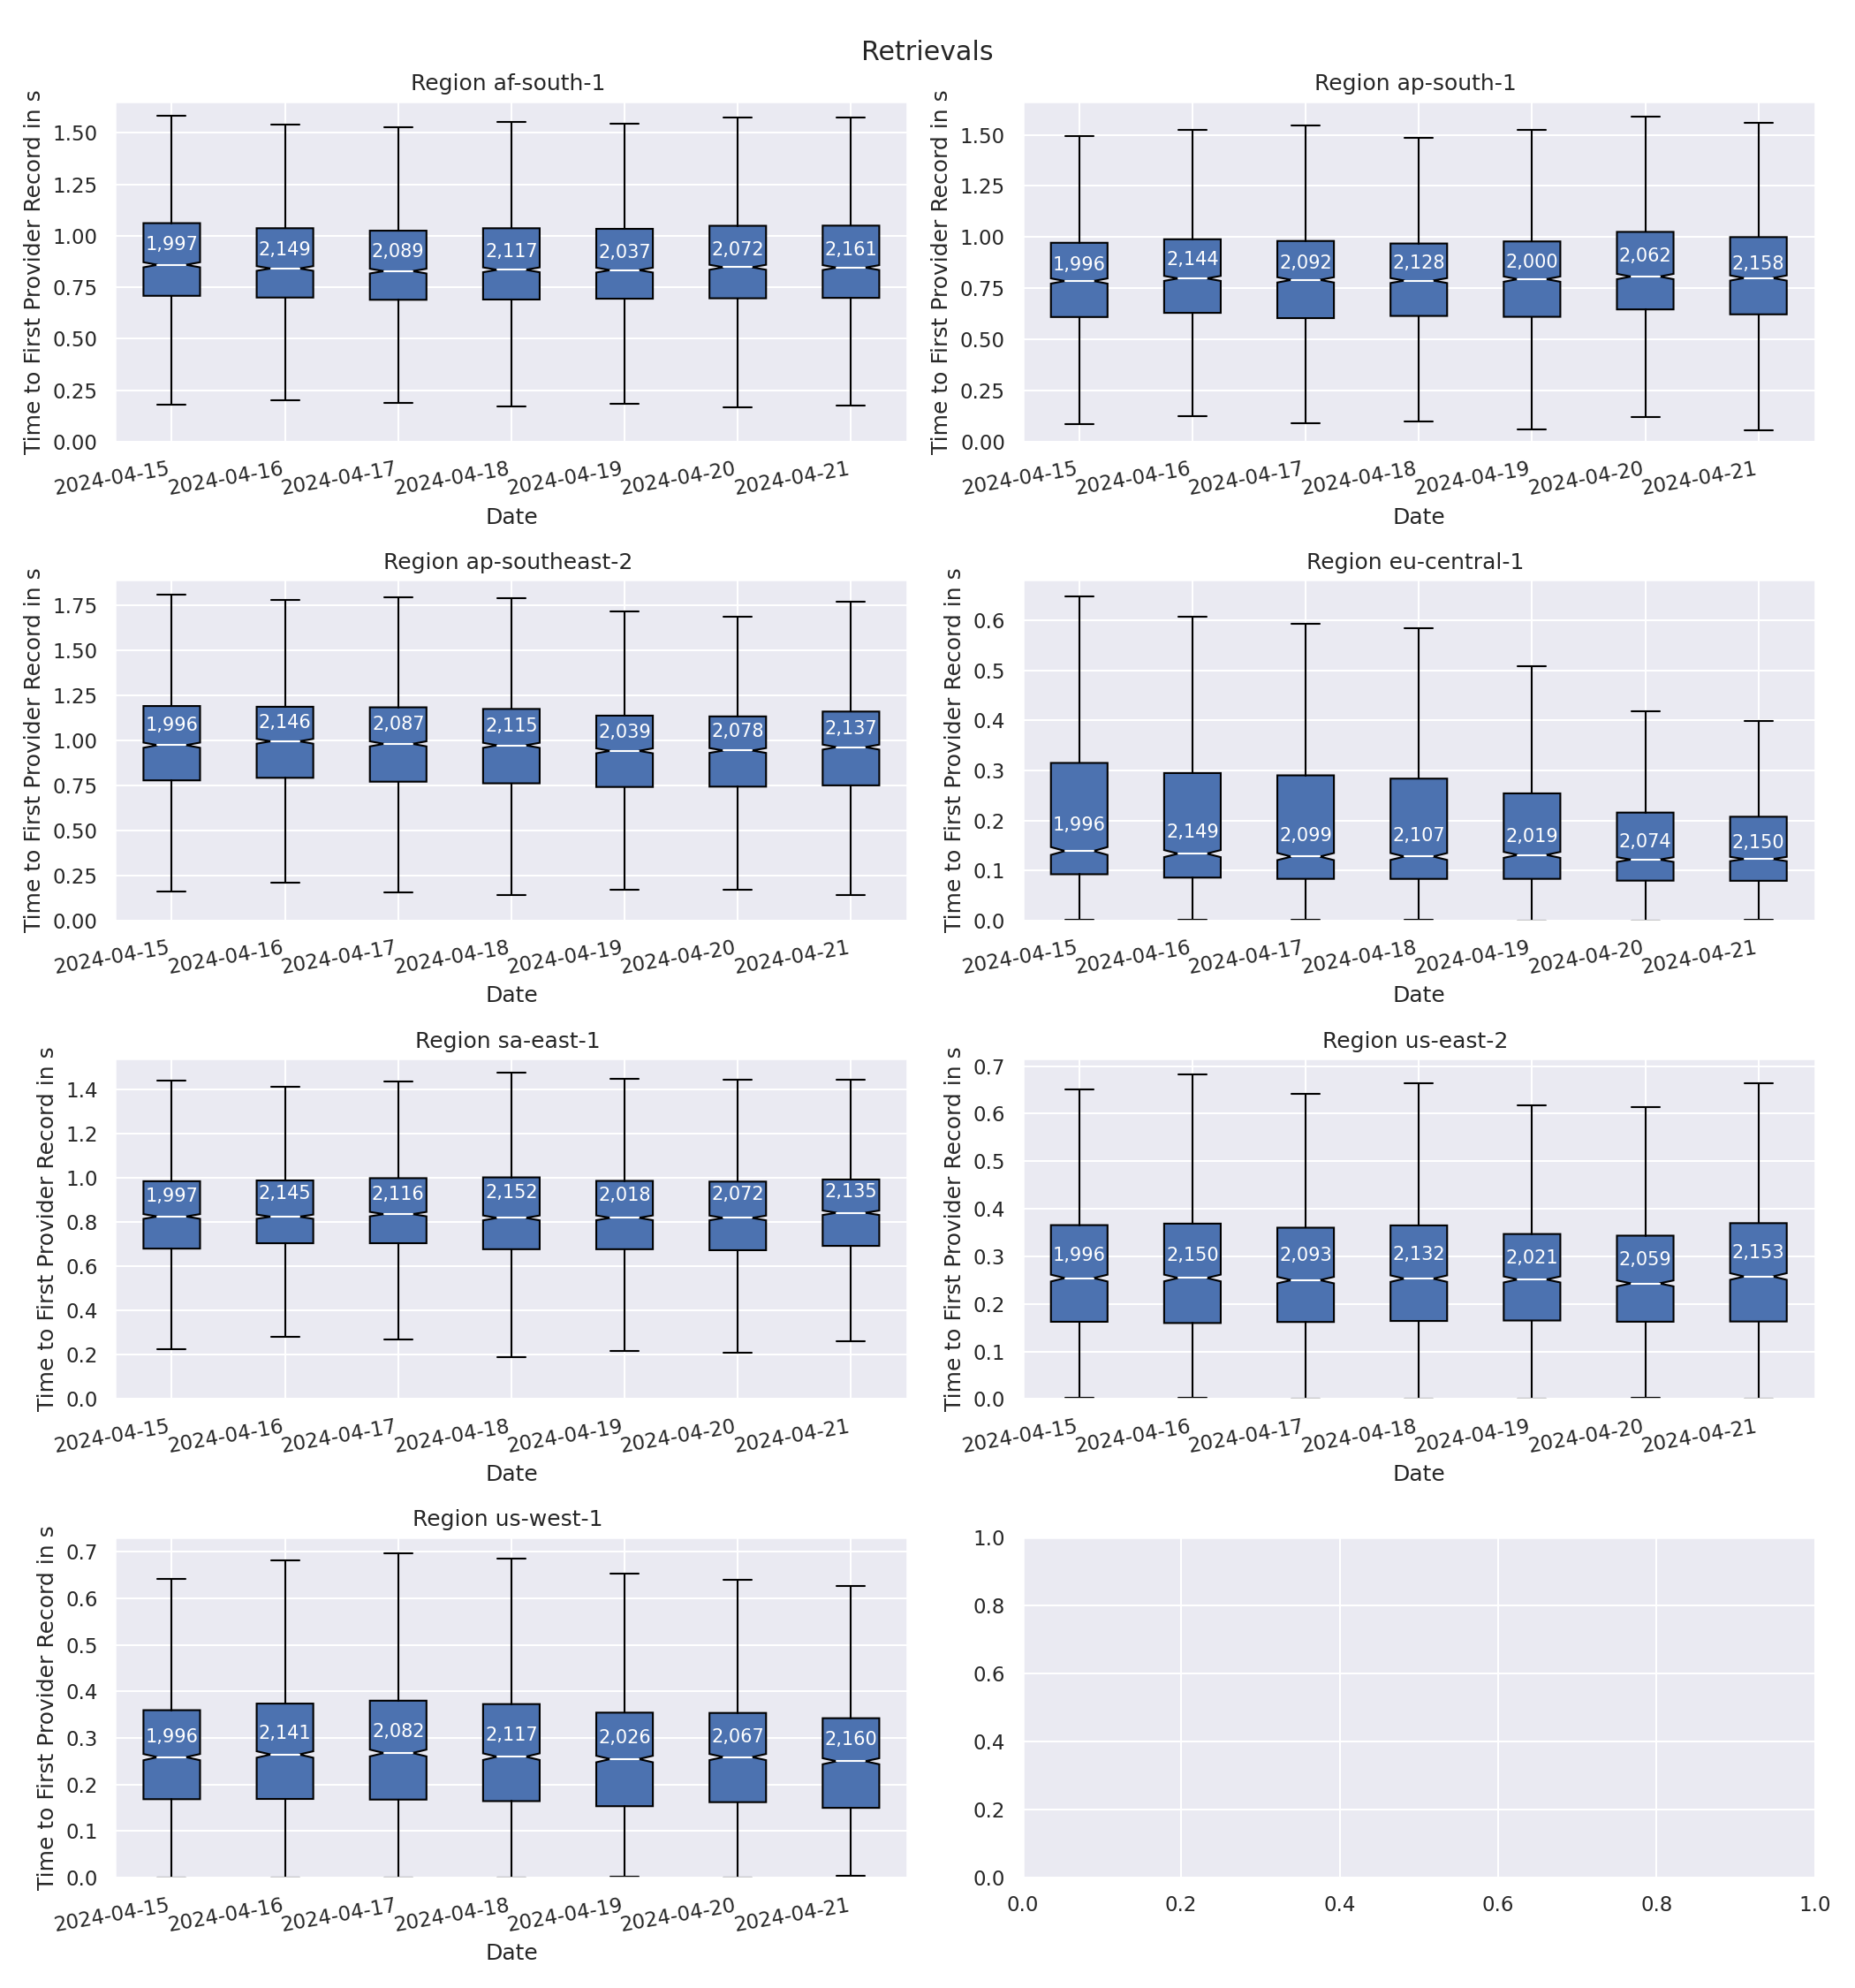 Retrievals
Region af-south-1
Time to First Provider Record in s
1.50
1.25
1.00
0.75
0.50
0.25
0.00
1,997 2,149 2,089 2,117 2,037 2,072 2,161
2024-04-15 2024-04-16 2024-04-17 2024-04-18 2024-04-19 2024-04-20 2024-04-21
Date
Region ap-south-1
Time to First Provider Record in s
1.50
1.25
1.00
0.75
0.50
0.25
0.00
1,996 2,144 2,092 2,128 2,000 2,062 2,158
2024-04-15 2024-04-16 2024-04-17 2024-04-18 2024-04-19 2024-04-20 2024-04-21
Date
Region ap-southeast-2
Time to First Provider Record in s
1.75
1.50
1.25
1.00
0.75
0.50
0.25
0.00
1,996 2,146 2,087 2,115 2,039 2,078 2,137
2024-04-15 2024-04-16 2024-04-17 2024-04-18 2024-04-19 2024-04-20 2024-04-21
Date
Region eu-central-1
Time to First Provider Record in s
0.6
0.5
0.4
0.3
0.2
0.1
0.0
1,996 2,149 2,099 2,107 2,019 2,074 2,150
2024-04-15 2024-04-16 2024-04-17 2024-04-18 2024-04-19 2024-04-20 2024-04-21
Date
Region sa-east-1
Time to First Provider Record in s
1.4
1.2
1.0
0.8
0.6
0.4
0.2
0.0
1,997 2,145 2,116 2,152 2,018 2,072 2,135
2024-04-15 2024-04-16 2024-04-17 2024-04-18 2024-04-19 2024-04-20 2024-04-21
Date
Region us-east-2
Time to First Provider Record in s
0.7
0.6
0.5
0.4
0.3
0.2
0.1
0.0
1,996 2,150 2,093 2,132 2,021 2,059 2,153
2024-04-15 2024-04-16 2024-04-17 2024-04-18 2024-04-19 2024-04-20 2024-04-21
Date
Region us-west-1
Time to First Provider Record in s
0.7
0.6
0.5
0.4
0.3
0.2
0.1
0.0
1,996 2,141 2,082 2,117 2,026 2,067 2,160
2024-04-15 2024-04-16 2024-04-17 2024-04-18 2024-04-19 2024-04-20 2024-04-21
Date
1.0
0.8
0.6
0.4
0.2
0.0
0.0 0.2 0.4 0.6 0.8 1.0